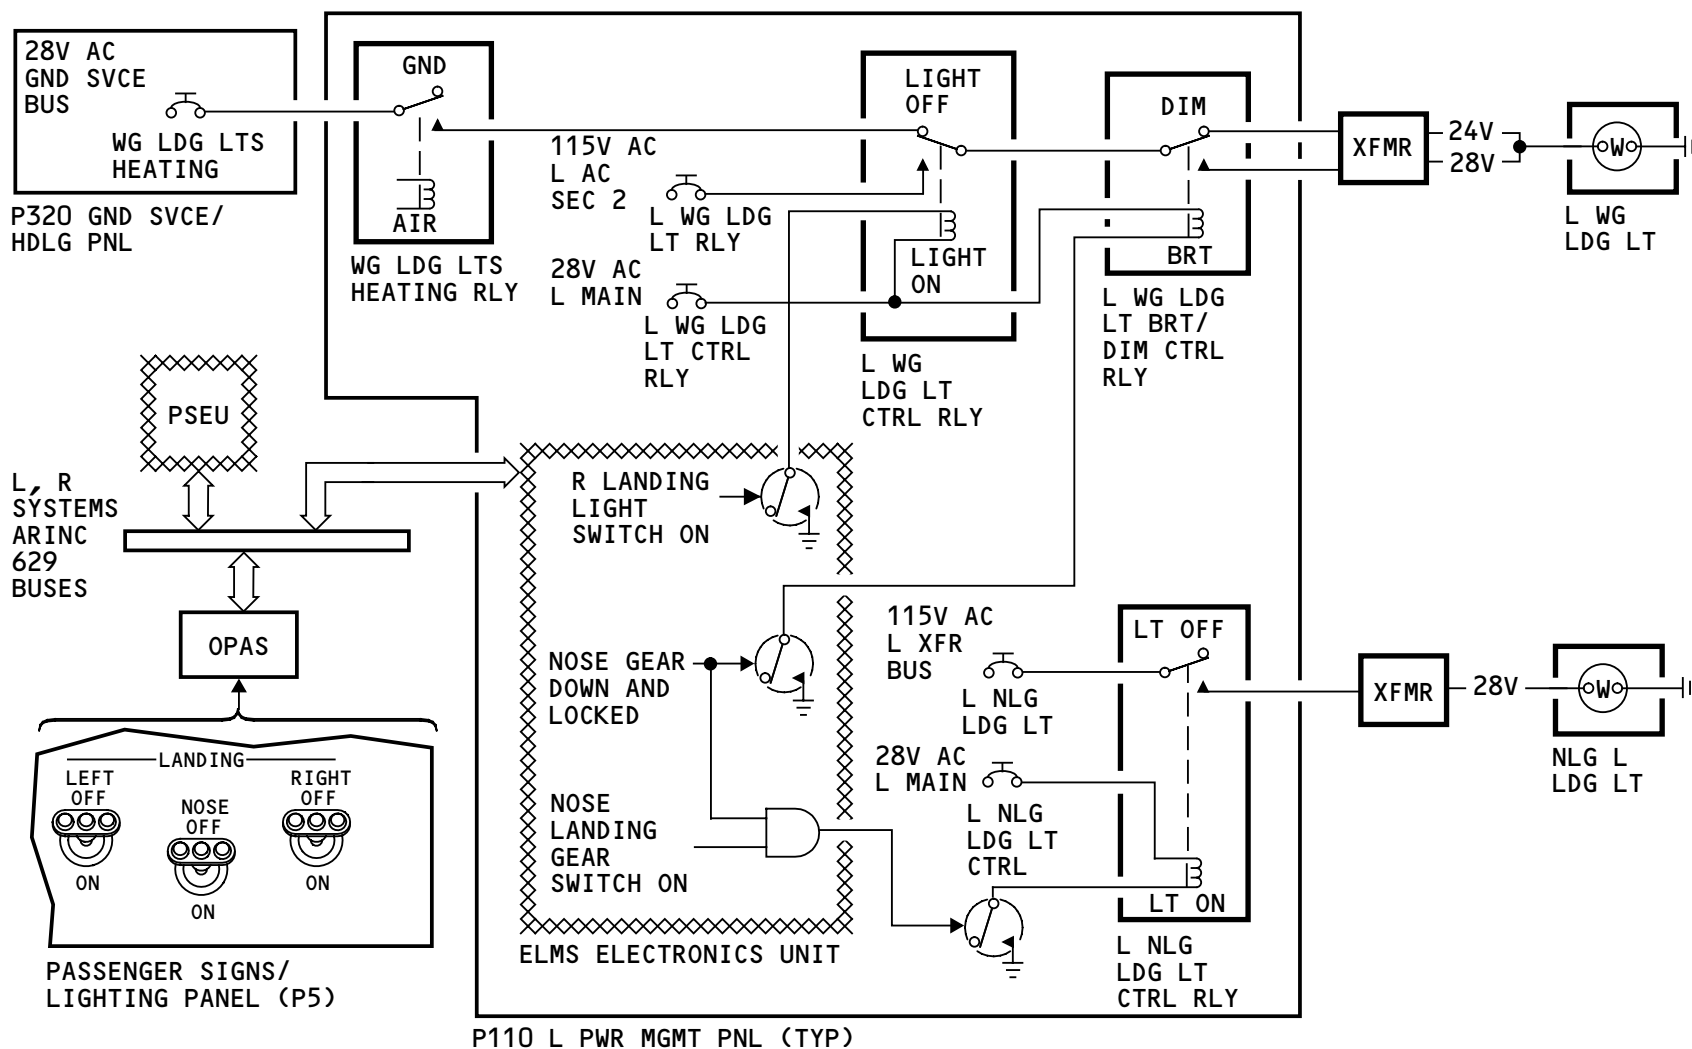 28V AC
GND SVCE
BUS
WG LDG LTS
HEATING
P320 GND SVCE/
HDLG PNL
GND
AIR
WG LDG LTS
HEATING RLY
115V AC
L AC
SEC 2
L WG LDG
LT RLY
28V AC
L MAIN
L WG LDG
LT CTRL
RLY
LIGHT
OFF
LIGHT
ON
L WG
LDG LT
CTRL RLY
DIM
BRT
L WG LDG
LT BRT/
DIM CTRL
RLY
XFMR
24V
28V
W
L WG
LDG LT
PSEU
L, R
SYSTEMS
ARINC
629
BUSES
OPAS
LANDING
LEFT
OFF
ON
NOSE
OFF
ON
RIGHT
OFF
ON
PASSENGER SIGNS/
LIGHTING PANEL (P5)
R LANDING
LIGHT
SWITCH ON
NOSE GEAR
DOWN AND
LOCKED
NOSE
LANDING
GEAR
SWITCH ON
ELMS ELECTRONICS UNIT
115V AC
L XFR
BUS
L NLG
LDG LT
28V AC
L MAIN
L NLG
LDG LT
CTRL
LT OFF
LT ON
L NLG
LDG LT
CTRL RLY
XFMR
28V
W
NLG L
LDG LT
P110 L PWR MGMT PNL (TYP)